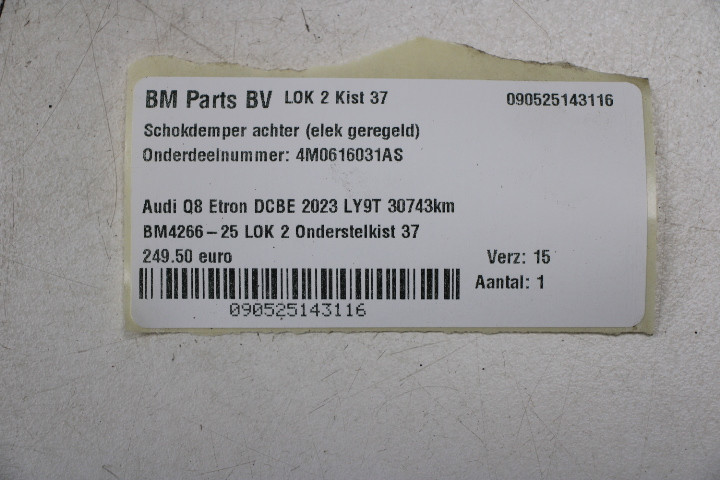 BM Parts BV LOK 2 Kist 37 090525143116
Schokdemper achter (elek geregeld)
Onderdeelnummer: 4M0616031AS
Audi Q8 Etron DCBE 2023 LY9T 30743km
BM4266-25 LOK 2 Onderstelkist 37
249.50 euro Verz: 15
Aantal: 1
090525143116